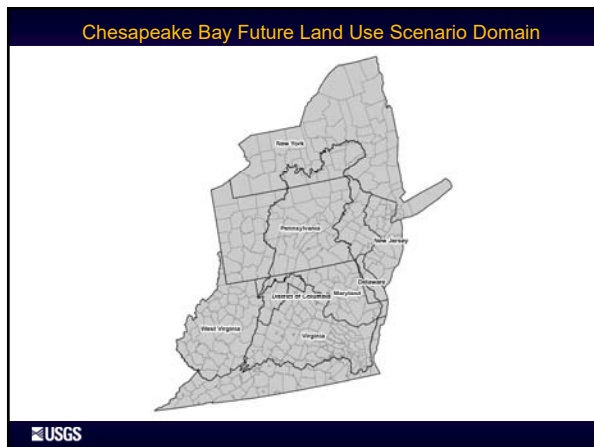 Chesapeake Bay Future Land Use Scenario Domain
New York
Pennsylvania
New Jersey
Delaware
Maryland
District of Columbia
West Virginia
Virginia
USGS